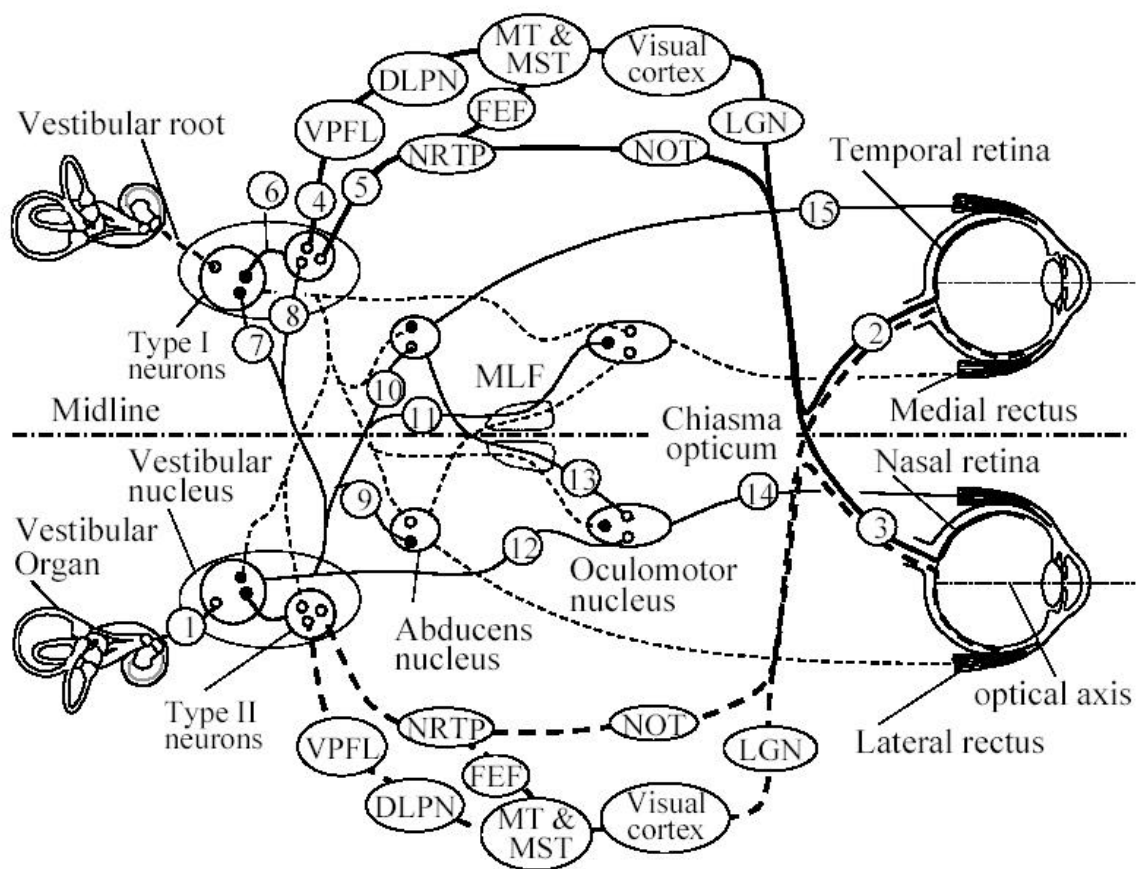 MT &
MST
Visual
cortex
DLPN
FEF
VPFL
LGN
NRTP
NOT
Vestibular root
Temporal retina
6
4
5
15
8
7
2
Type I
neurons
10
MLF
11
Midline
Medial rectus
Chiasma
opticum
Vestibular
nucleus
Nasal retina
13
14
9
3
12
Vestibular
Organ
Oculomotor
nucleus
1
Abducens
nucleus
optical axis
Type II
neurons
NRTP
NOT
Lateral rectus
VPFL
LGN
FEF
DLPN
Visual
cortex
MT &
MST